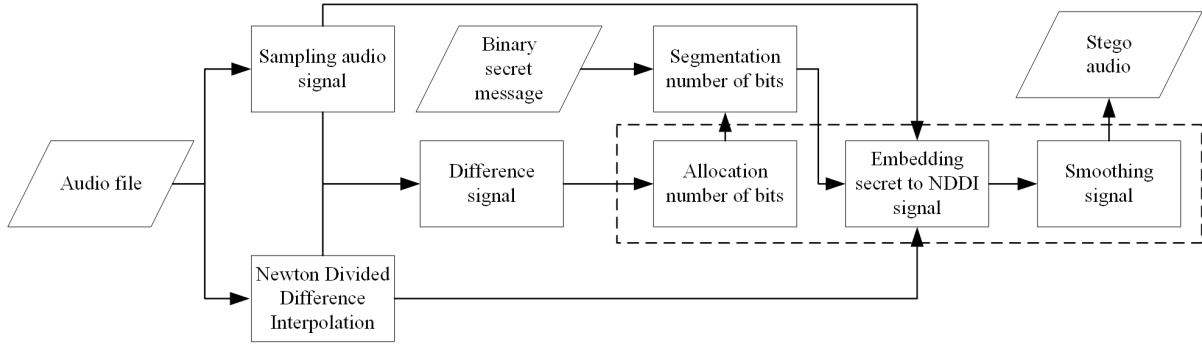 Sampling audio
signal
Binary
secret
message
Segmentation
number of bits
Stego
audio
Audio file
Difference
signal
Allocation
number of bits
Embedding
secret to NDDI
signal
Smoothing
signal
Newton Divided
Difference
Interpolation